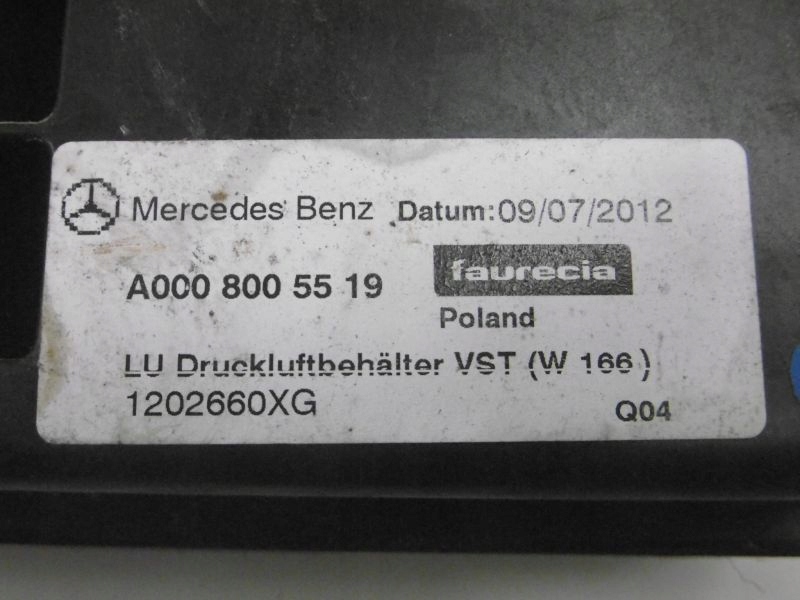 Mercedes Benz Datum:09/07/2012
A000 800 55 19
faurecia
Poland
LU Druckluftbehälter VST (W 166)
1202660XG Q04